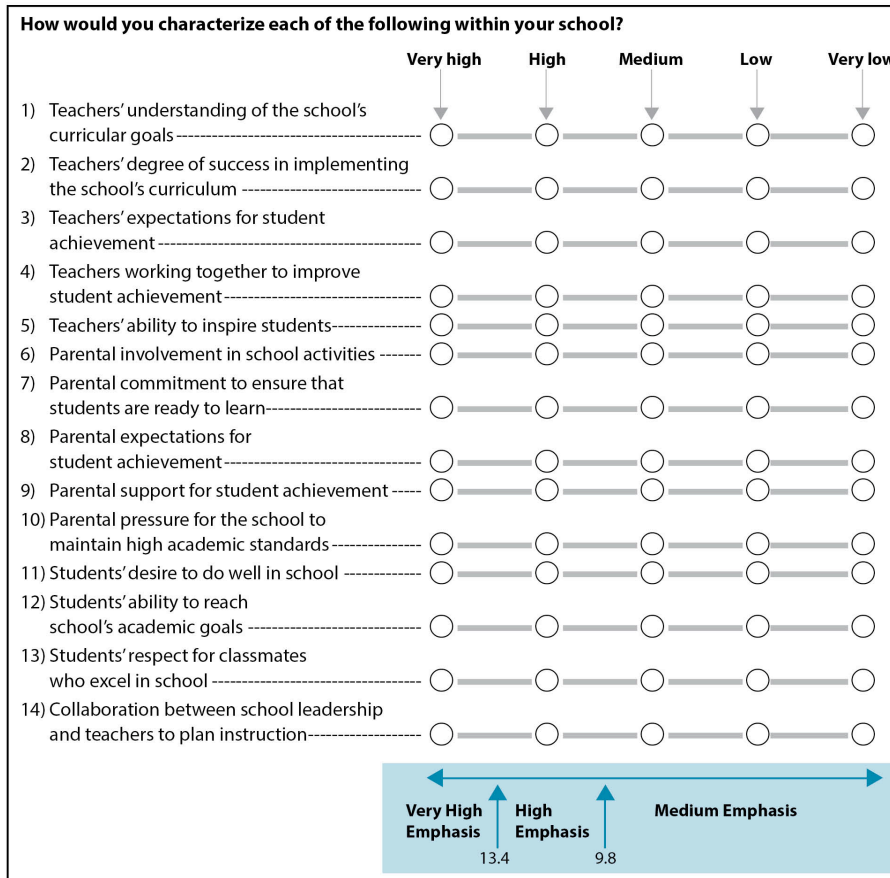 How would you characterize each of the following within your school?
Very high High Medium Low Very low
1) Teachers' understanding of the school's
curricular goals
2) Teachers' degree of success in implementing
the school's curriculum
3) Teachers' expectations for student
achievement
4) Teachers working together to improve
student achievement
5) Teachers' ability to inspire students
6) Parental involvement in school activities
7) Parental commitment to ensure that
students are ready to learn
8) Parental expectations for
student achievement
9) Parental support for student achievement
10) Parental pressure for the school to
maintain high academic standards
11) Students' desire to do well in school
12) Students' ability to reach
school's academic goals
13) Students' respect for classmates
who excel in school
14) Collaboration between school leadership
and teachers to plan instruction
Very High High Medium Emphasis
Emphasis Emphasis
13.4 9.8